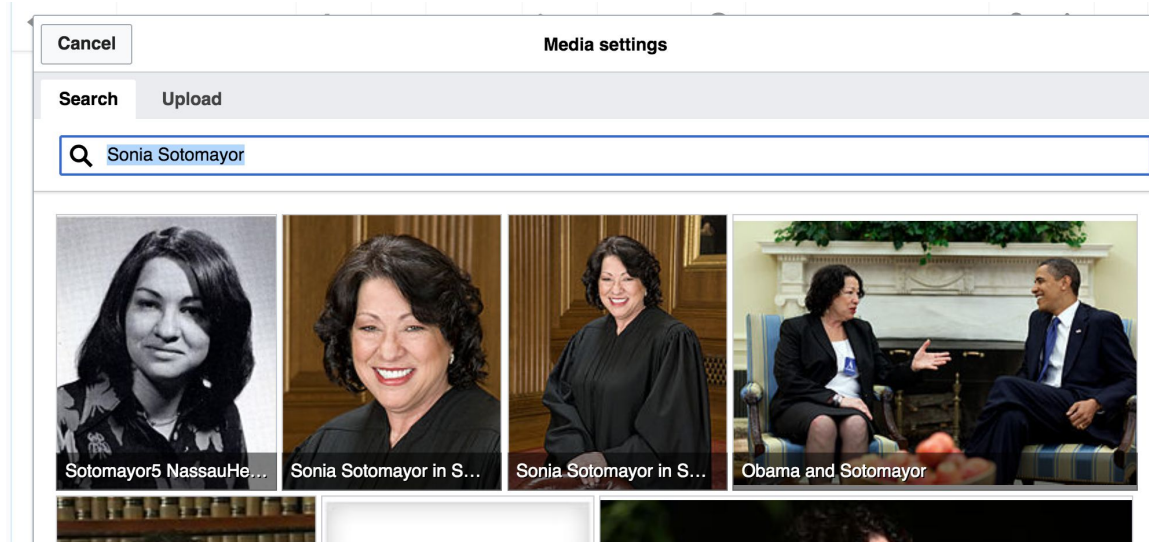 Cancel
Media settings
Search
Upload
Sonia Sotomayor
Sotomayor5 NassauHe...
Sonia Sotomayor in S...
Sonia Sotomayor in S...
Obama and Sotomayor